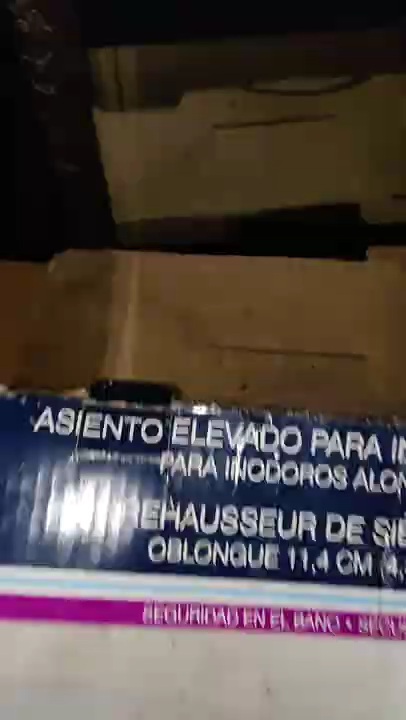 ASIENTO ELEVADO PARA
PARA INODOROS
REHAUSSEUR DE
OBLONGUE 11,4 CM
SEGURIDAD EN EL BAÑO •